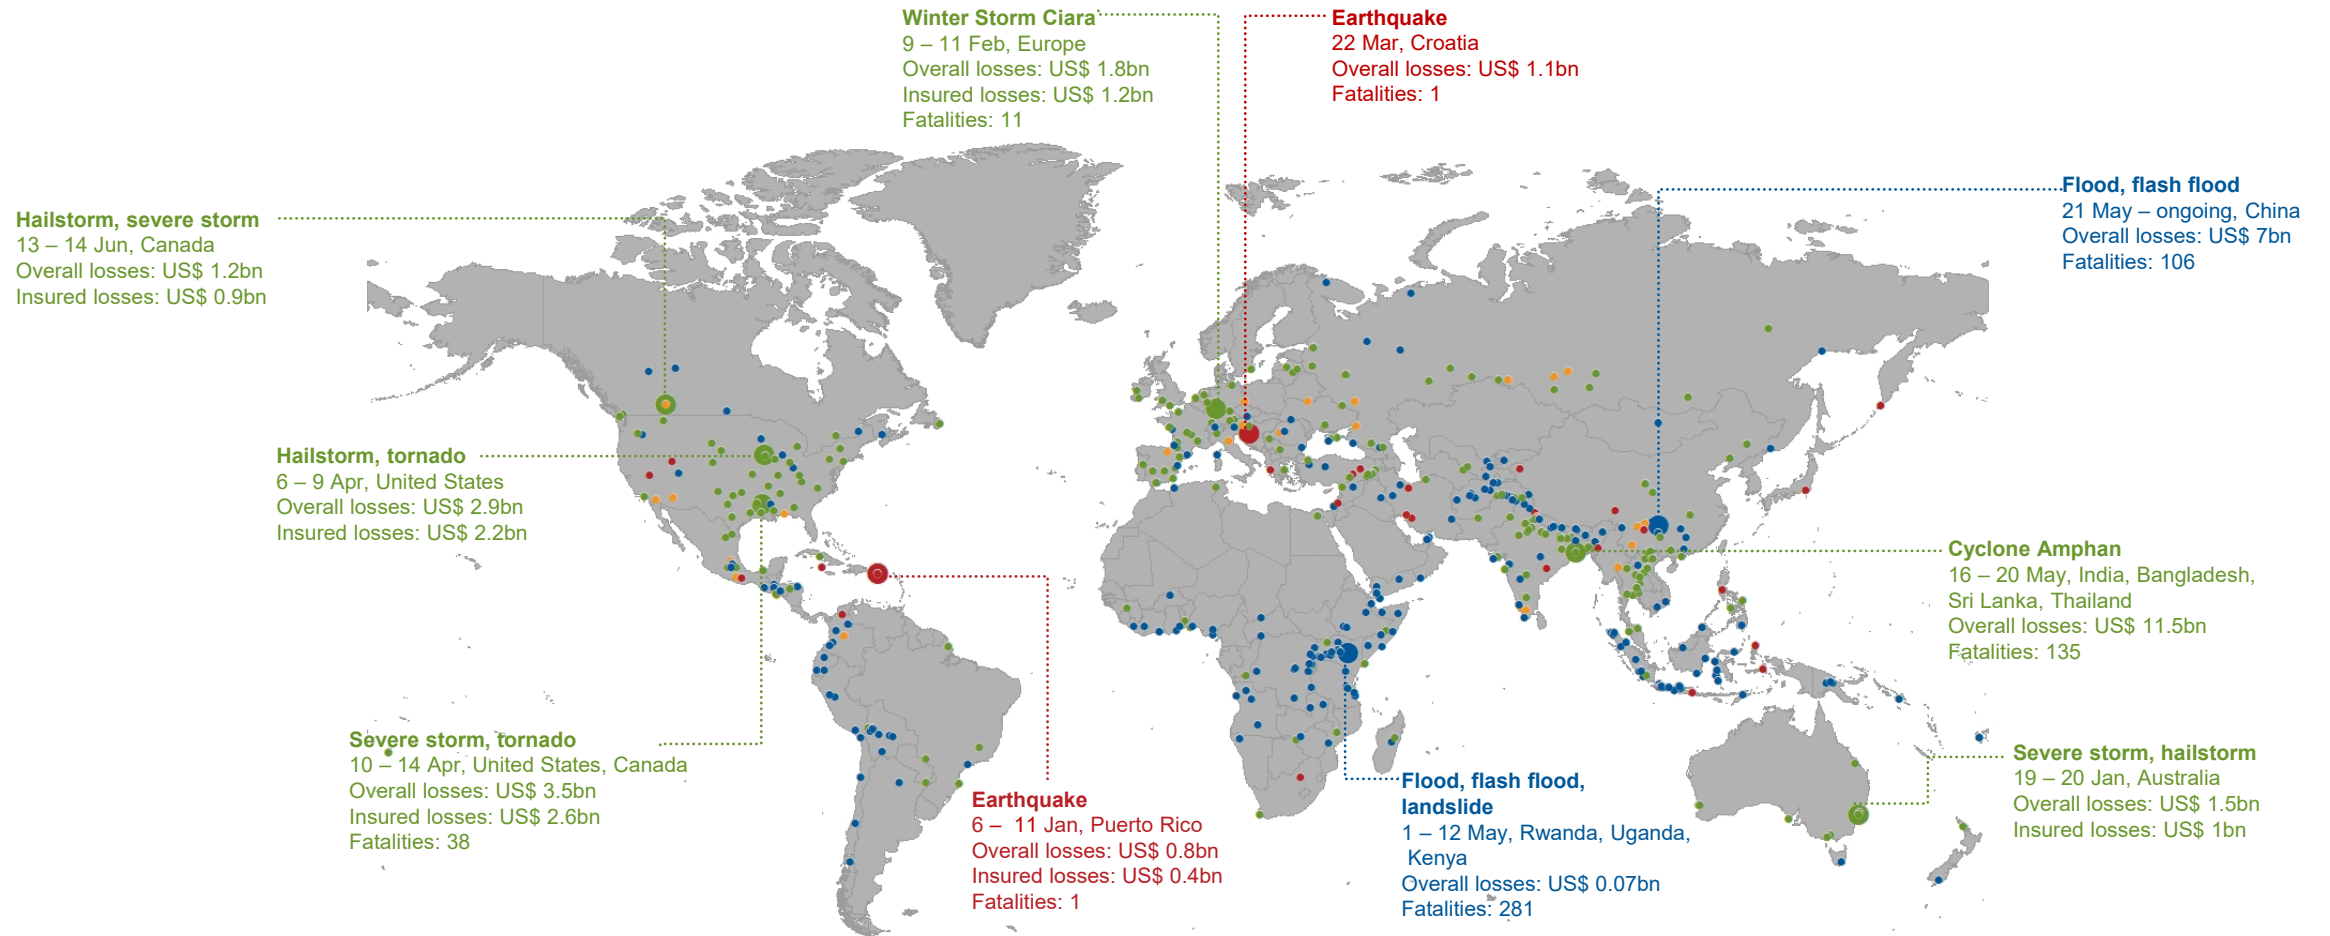 Winter Storm Ciara
9 – 11 Feb, Europe
Overall losses: US$ 1.8bn
Insured losses: US$ 1.2bn
Fatalities: 11
Earthquake
22 Mar, Croatia
Overall losses: US$ 1.1bn
Fatalities: 1
Flood, flash flood
21 May – ongoing, China
Overall losses: US$ 7bn
Fatalities: 106
Hailstorm, severe storm
13 – 14 Jun, Canada
Overall losses: US$ 1.2bn
Insured losses: US$ 0.9bn
Hailstorm, tornado
6 – 9 Apr, United States
Overall losses: US$ 2.9bn
Insured losses: US$ 2.2bn
Cyclone Amphan
16 – 20 May, India, Bangladesh,
Sri Lanka, Thailand
Overall losses: US$ 11.5bn
Fatalities: 135
Severe storm, tornado
10 – 14 Apr, United States, Canada
Overall losses: US$ 3.5bn
Insured losses: US$ 2.6bn
Fatalities: 38
Earthquake
6 – 11 Jan, Puerto Rico
Overall losses: US$ 0.8bn
Insured losses: US$ 0.4bn
Fatalities: 1
Flood, flash flood,
landslide
1 – 12 May, Rwanda, Uganda,
Kenya
Overall losses: US$ 0.07bn
Fatalities: 281
Severe storm, hailstorm
19 – 20 Jan, Australia
Overall losses: US$ 1.5bn
Insured losses: US$ 1bn